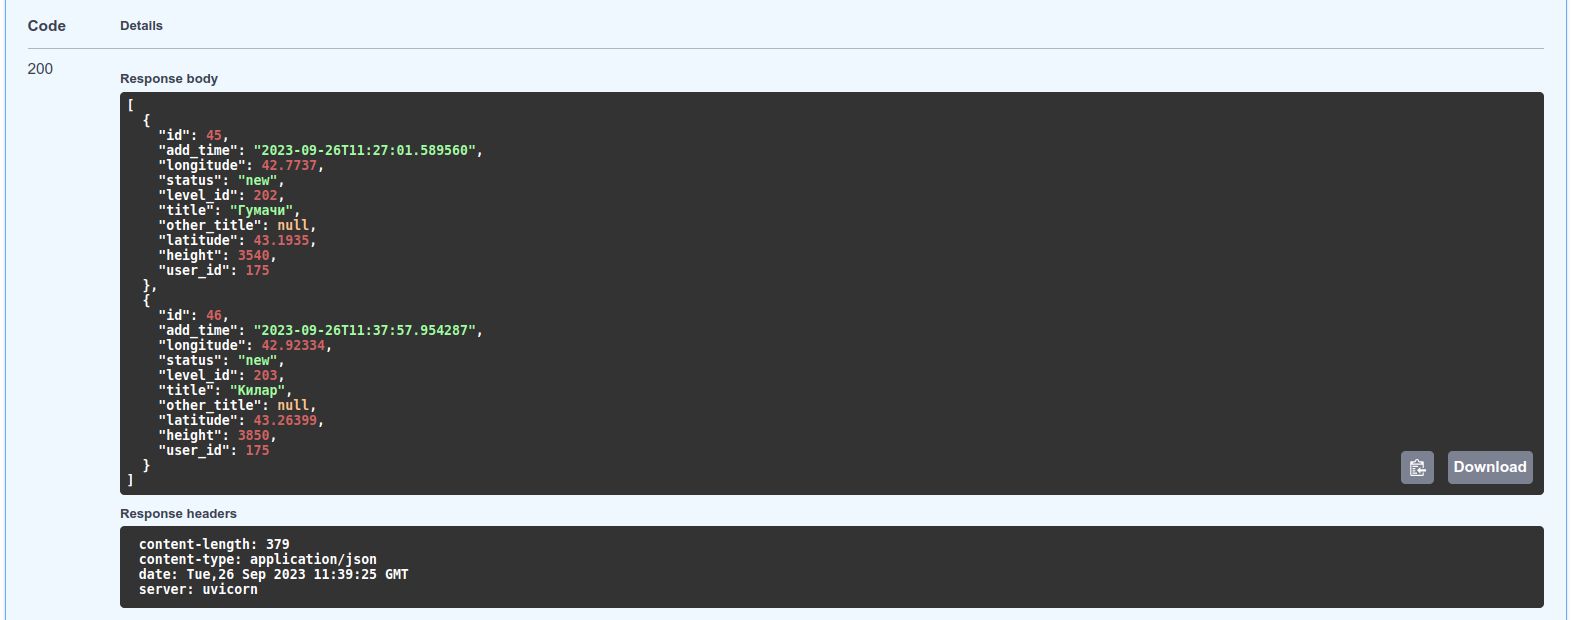 Code Details
200
Response body
[
  {
    "id": 45,
    "add_time": "2023-09-26T11:27:01.589560",
    "longitude": 42.7737,
    "status": "new",
    "level_id": 202,
    "title": "Гумачи",
    "other_title": null,
    "latitude": 43.1935,
    "height": 3540,
    "user_id": 175
  },
  {
    "id": 46,
    "add_time": "2023-09-26T11:37:57.954287",
    "longitude": 42.92334,
    "status": "new",
    "level_id": 203,
    "title": "Килар",
    "other_title": null,
    "latitude": 43.26399,
    "height": 3850,
    "user_id": 175
  }
]
Download
Response headers
content-length: 379
content-type: application/json
date: Tue,26 Sep 2023 11:39:25 GMT
server: uvicorn